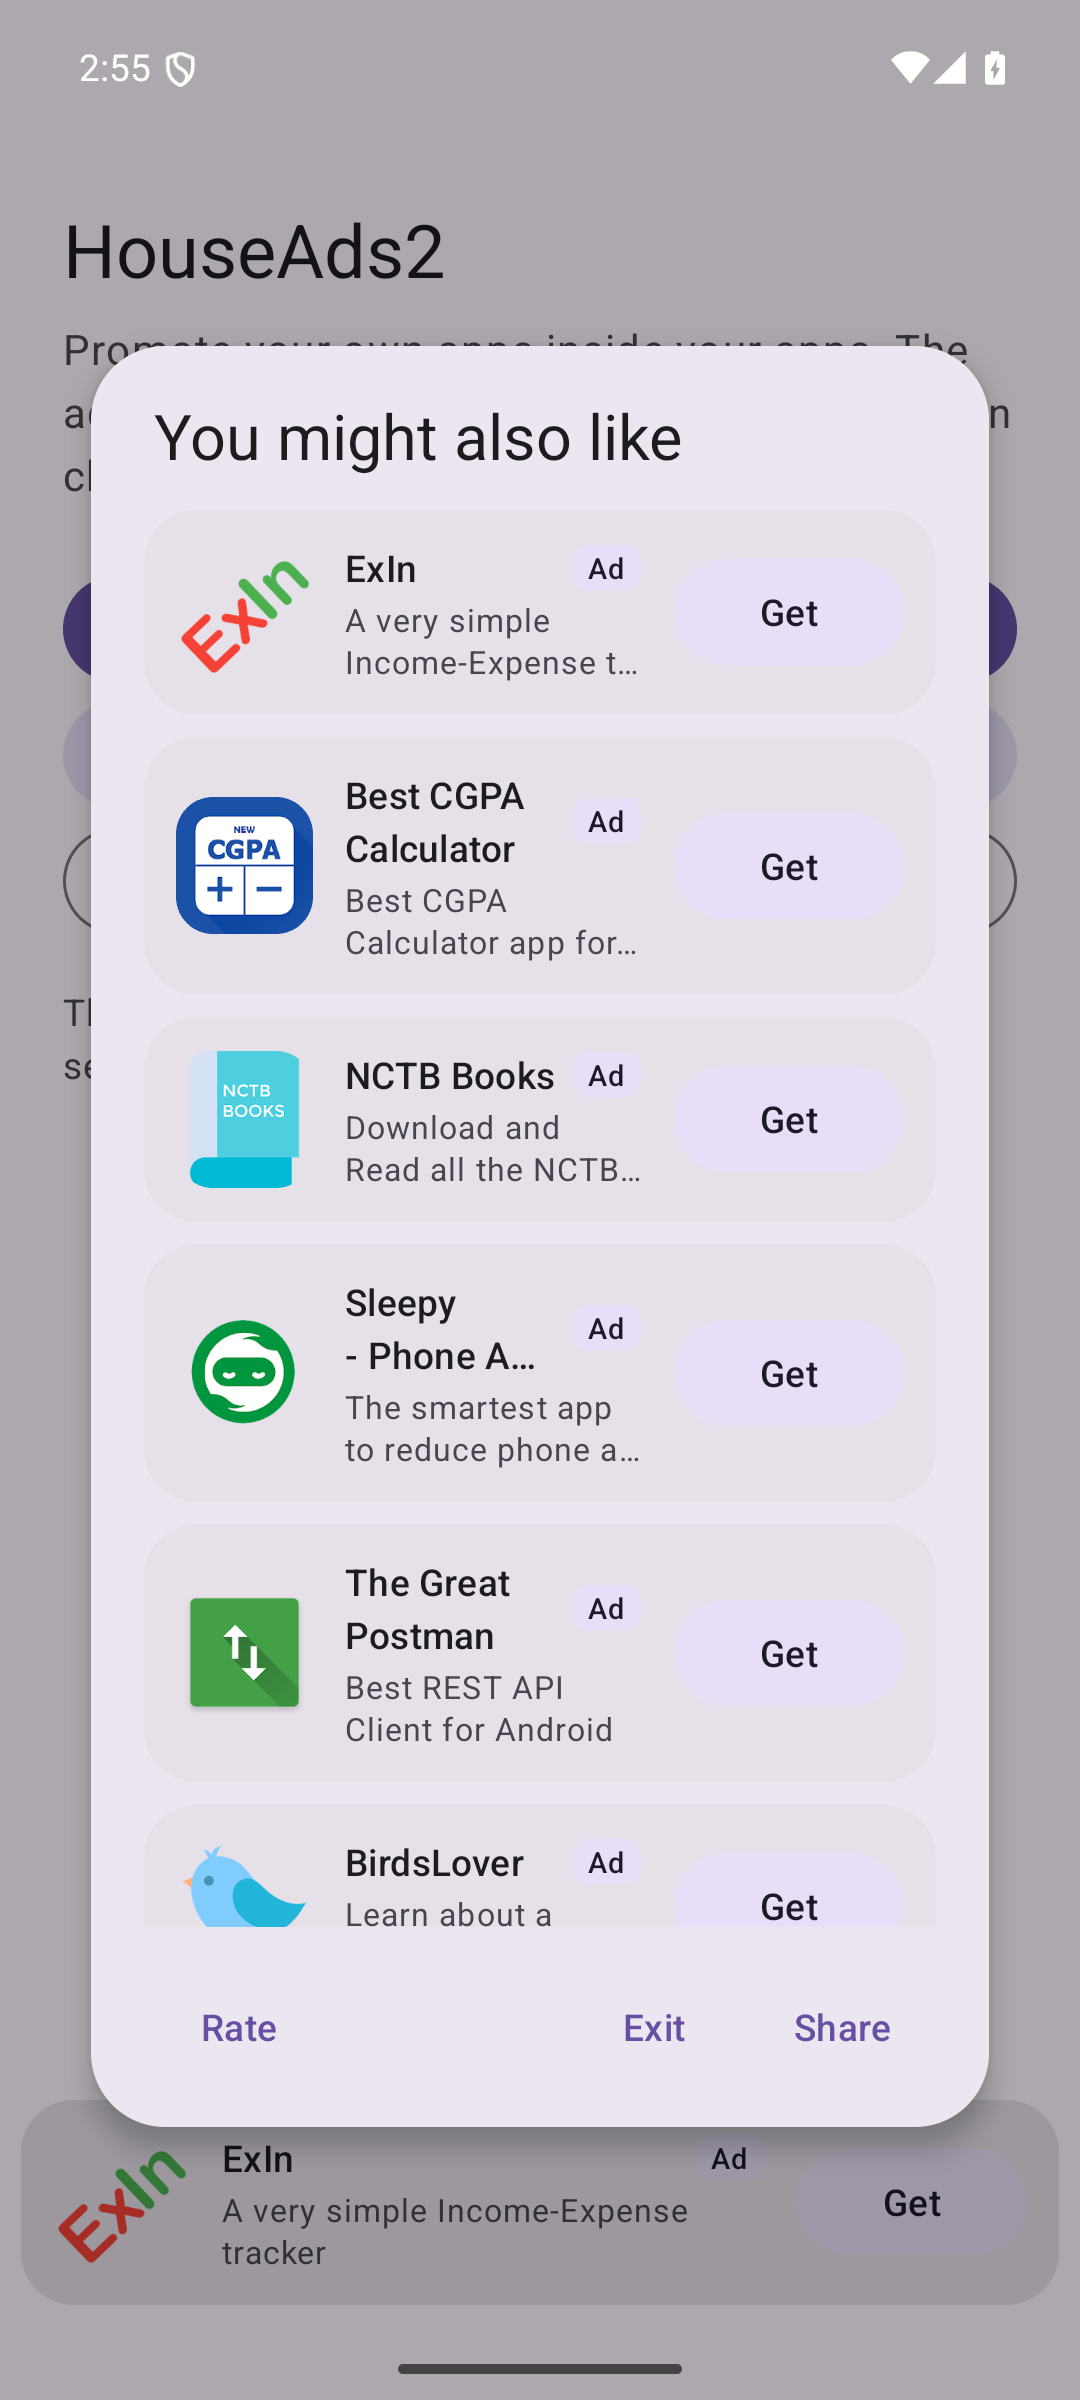 2:55
HouseAds2
The
n
You might also like
ExIn
Ad
A very simple
Income-Expense t…
Get
ExIn
NEW
CGPA
Best CGPA
Calculator
Ad
Best CGPA
Calculator app for…
Get
NCTB
BOOKS
NCTB Books
Ad
Download and
Read all the NCTB…
Get
Sleepy
- Phone A…
Ad
The smartest app
to reduce phone a…
Get
The Great
Postman
Ad
Best REST API
Client for Android
Get
BirdsLover
Ad
Learn about a
Get
Rate
Exit
Share
ExIn
ExIn
Ad
A very simple Income-Expense
tracker
Get